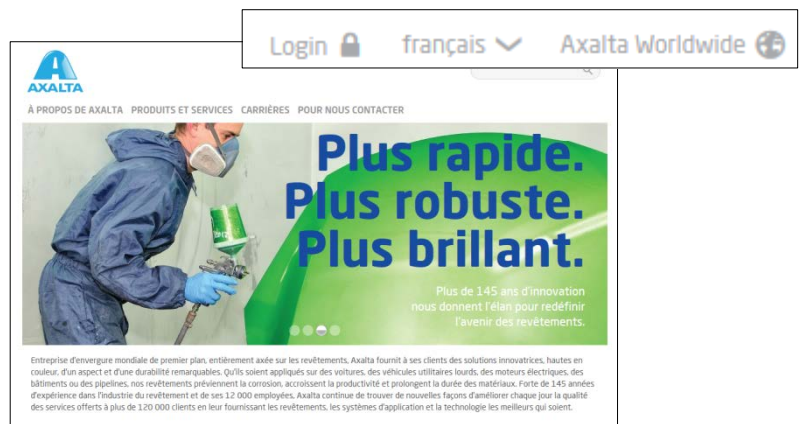 Login français Axalta Worldwide
AXALTA
À PROPOS DE AXALTA PRODUITS ET SERVICES CARRIÈRES POUR NOUS CONTACTER
Plus rapide.
Plus robuste.
Plus brillant.
Plus de 145 ans d'innovation
nous donnent l'élan pour redéfinir
l'avenir des revêtements.
Entreprise d'envergure mondiale de premier plan, entièrement axée sur les revêtements, Axalta fournit à ses clients des solutions innovatrices, hautes en
couleur, d'un aspect et d'une durabilité remarquables. Qu'ils soient appliqués sur des voitures, des véhicules utilitaires lourds, des moteurs électriques, des
bâtiments ou des pipelines, nos revêtements préviennent la corrosion, accroissent la productivité et prolongent la durée des matériaux. Forte de 145 années
d'expérience dans l'industrie du revêtement et de ses 12 000 employées, Axalta continue de trouver de nouvelles façons d'améliorer chaque jour la qualité
des services offerts à plus de 120 000 clients en leur fournissant les revêtements, les systèmes d'application et la technologie les meilleurs qui soient.